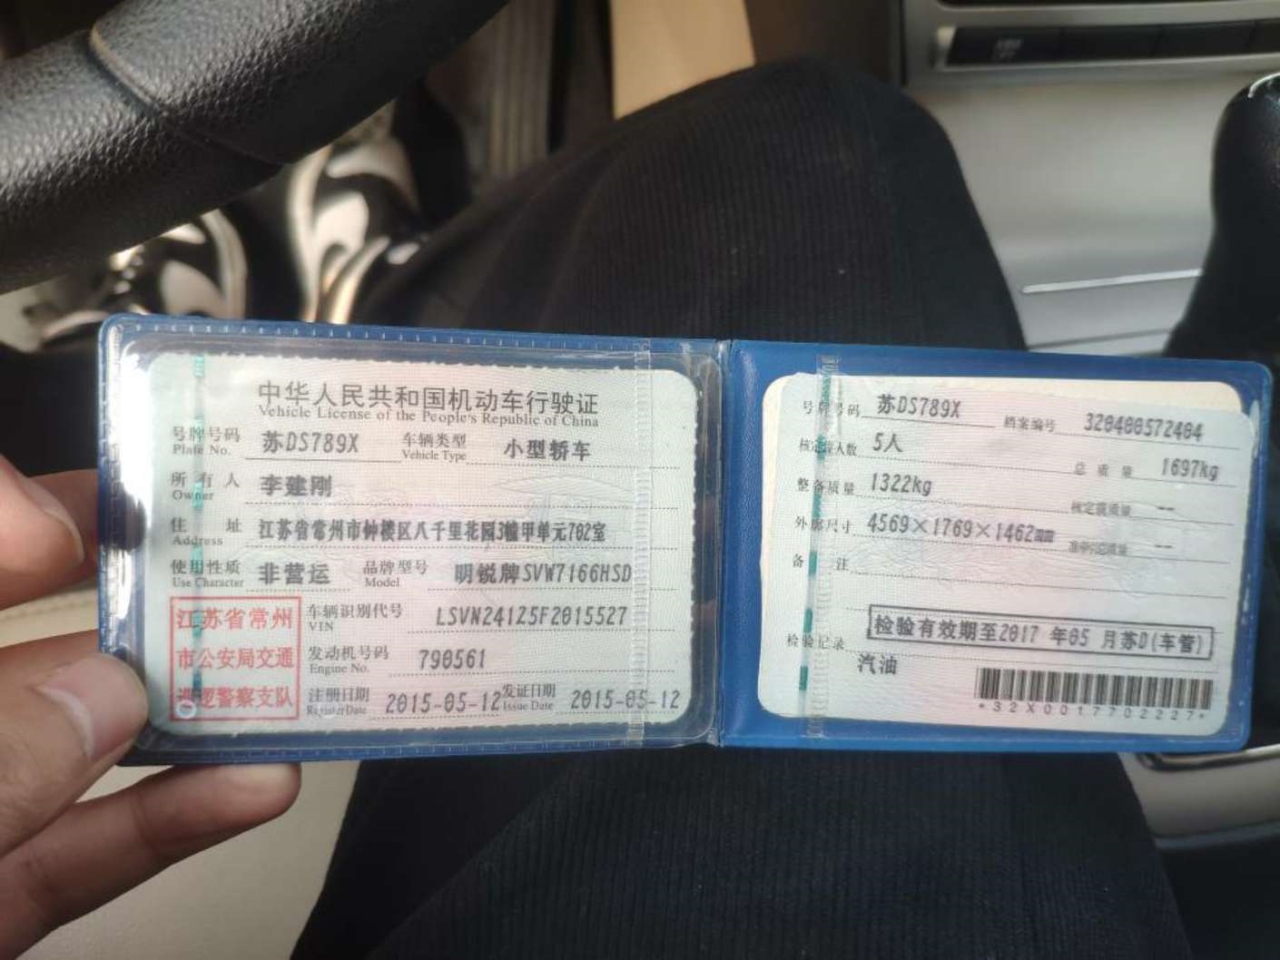 中华人民共和国机动车行驶证
Vehicle License of the People's Republic of China
号牌号码 苏DS789X 车辆类型 小型轿车
Plate No. Vehicle Type
所有人 李建刚
Owner
住址 江苏省常州市钟楼区八千里花园3幢甲单元702室
Address
使用性质 非营运 品牌型号 明锐牌SVW7166HSD
Use Character Model
江苏省常州
市公安局交通
巡逻警察支队
车辆识别代号 LSVN24125F2015527
VIN
发动机号码 790561
Engine No.
注册日期 2015-05-12 发证日期 2015-05-12
Register Date Issue Date
号牌号码 苏DS789X 档案编号 320400572404
核定载人数 5人 总质量 1697kg
整备质量 1322kg 核定载质量 --
外廓尺寸 4569×1769×1462mm 准牵引总质量 --
备注
检验有效期至2017年05月苏D(车管)
检验记录
汽油
*32X0017702227*